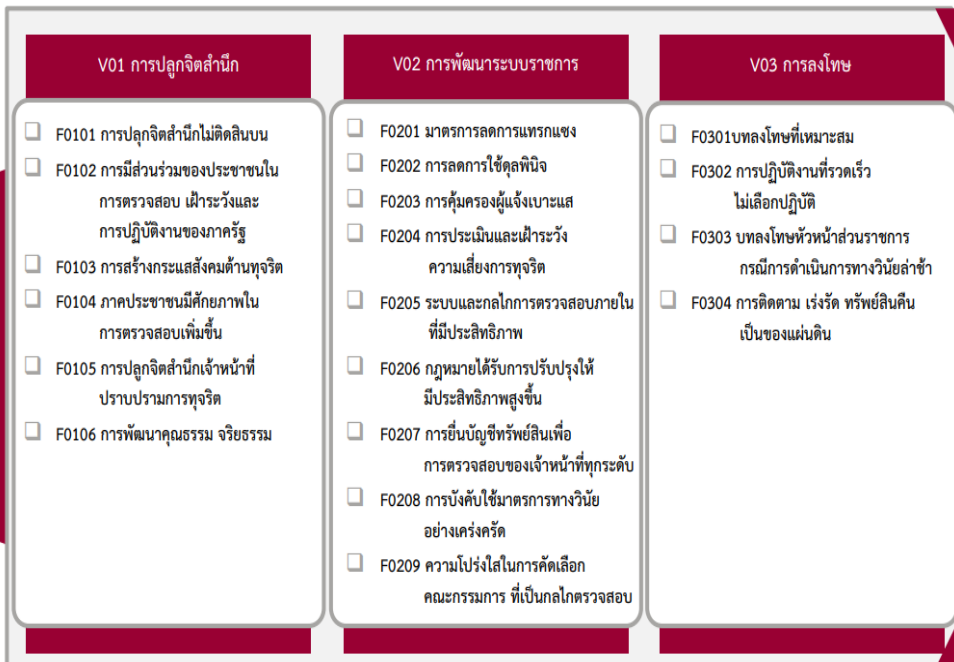 V01 การปลูกจิตสำนึก
F0101 การปลูกจิตสำนึกไม่ติดสินบน
F0102 การมีส่วนร่วมของประชาชนใน
การตรวจสอบ เฝ้าระวังและ
การปฏิบัติงานของภาครัฐ
F0103 การสร้างกระแสสังคมต้านทุจริต
F0104 ภาคประชาชนมีศักยภาพใน
การตรวจสอบเพิ่มขึ้น
F0105 การปลูกจิตสำนึกเจ้าหน้าที่
ปราบปรามการทุจริต
F0106 การพัฒนาคุณธรรม จริยธรรม
V02 การพัฒนาระบบราชการ
F0201 มาตรการลดการแทรกแซง
F0202 การลดการใช้ดุลพินิจ
F0203 การคุ้มครองผู้แจ้งเบาะแส
F0204 การประเมินและเฝ้าระวัง
ความเสี่ยงการทุจริต
F0205 ระบบและกลไกการตรวจสอบภายใน
ที่มีประสิทธิภาพ
F0206 กฎหมายได้รับการปรับปรุงให้
มีประสิทธิภาพสูงขึ้น
F0207 การยื่นบัญชีทรัพย์สินเพื่อ
การตรวจสอบของเจ้าหน้าที่ทุกระดับ
F0208 การบังคับใช้มาตรการทางวินัย
อย่างเคร่งครัด
F0209 ความโปร่งใสในการคัดเลือก
คณะกรรมการ ที่เป็นกลไกตรวจสอบ
V03 การลงโทษ
F0301บทลงโทษที่เหมาะสม
F0302 การปฏิบัติงานที่รวดเร็ว
ไม่เลือกปฏิบัติ
F0303 บทลงโทษหัวหน้าส่วนราชการ
กรณีการดำเนินการทางวินัยล่าช้า
F0304 การติดตาม เร่งรัด ทรัพย์สินคืน
เป็นของแผ่นดิน